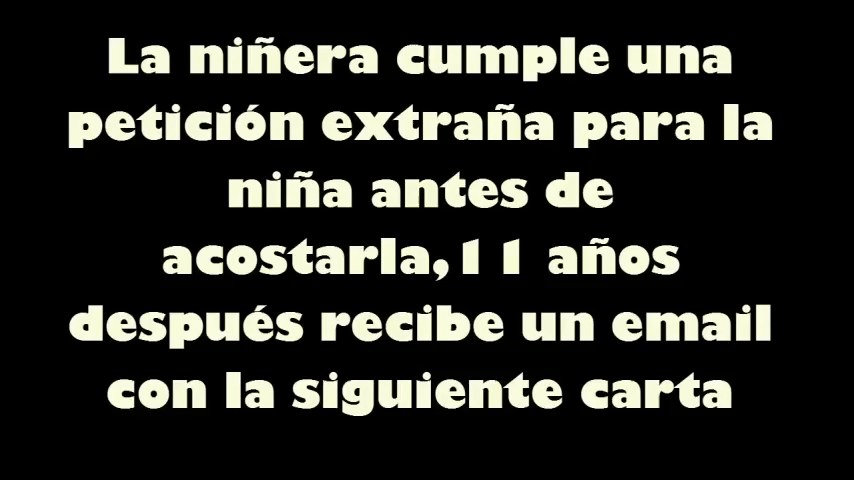 La niñera cumple una
petición extraña para la
niña antes de
acostarla,11 años
después recibe un email
con la siguiente carta